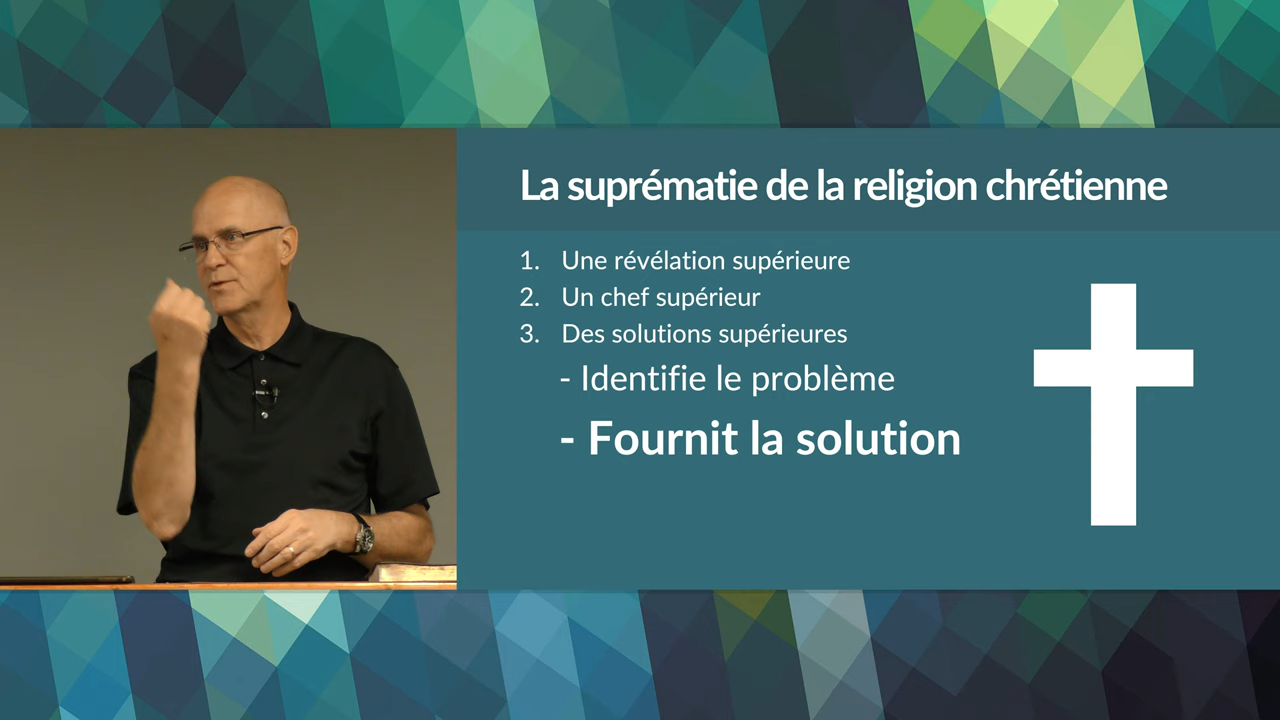 La suprématie de la religion chrétienne
1. Une révélation supérieure
2. Un chef supérieur
3. Des solutions supérieures
- Identifie le problème
- Fournit la solution